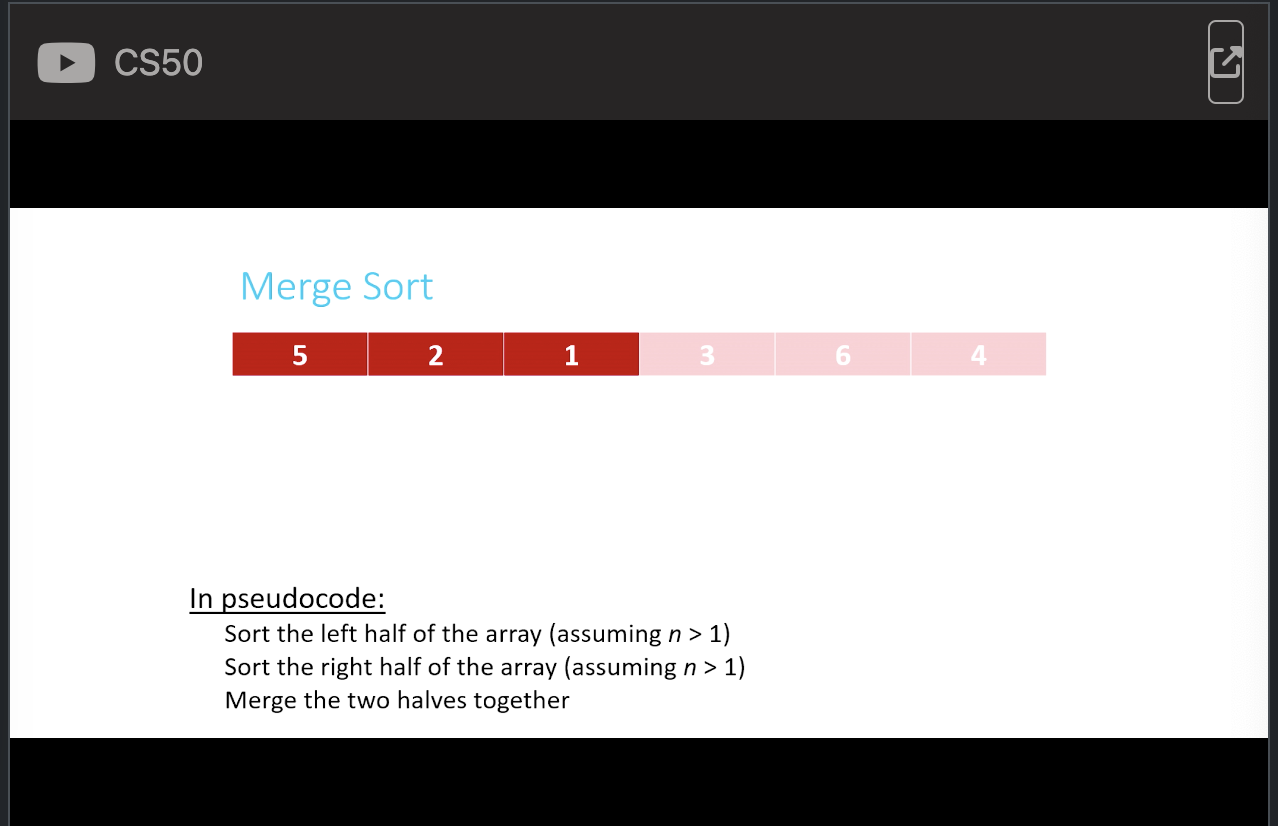 CS50
Merge Sort
5 2 1 3 6 4
In pseudocode:
Sort the left half of the array (assuming n > 1)
Sort the right half of the array (assuming n > 1)
Merge the two halves together